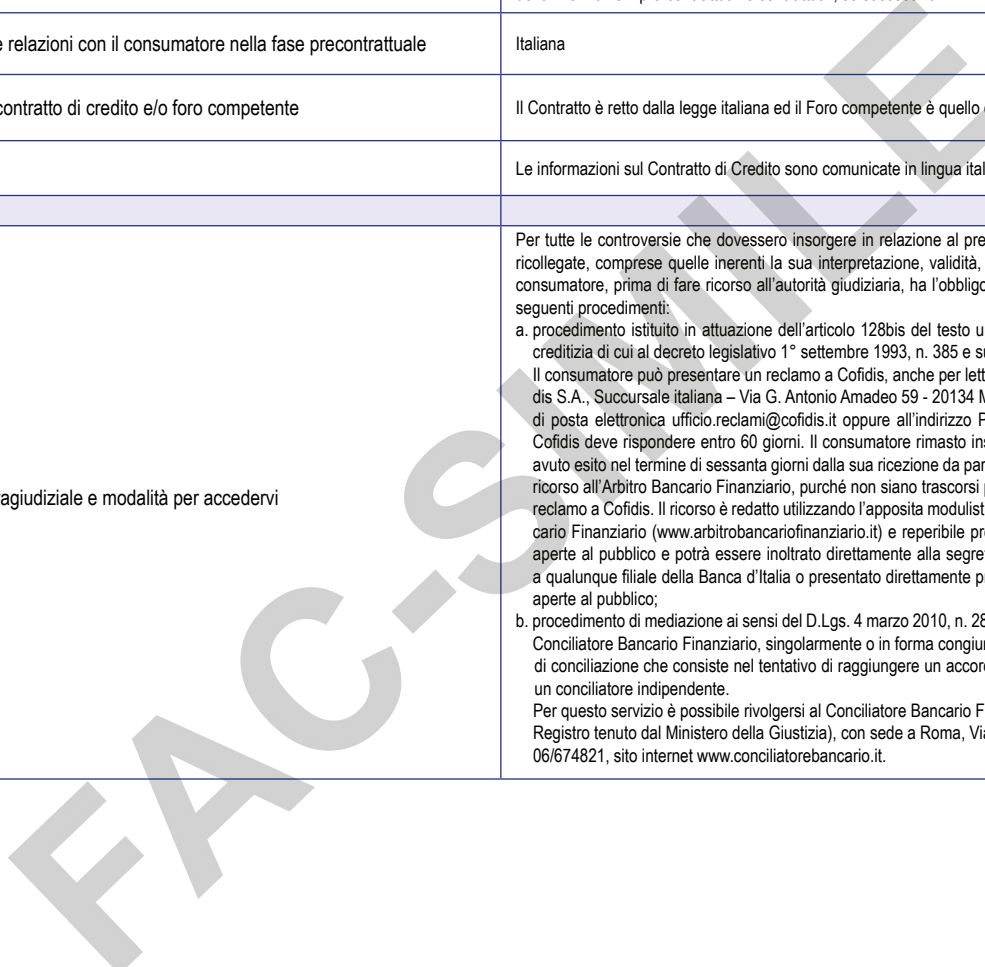 e relazioni con il consumatore nella fase precontrattuale
Italiana
contratto di credito e/o foro competente
Il Contratto è retto dalla legge italiana ed il Foro competente è quello
Le informazioni sul Contratto di Credito sono comunicate in lingua ital
agiudiziale e modalità per accedervi
Per tutte le controversie che dovessero insorgere in relazione al pre
ricollegate, comprese quelle inerenti la sua interpretazione, validità,
consumatore, prima di fare ricorso all'autorità giudiziaria, ha l'obbligo
seguenti procedimenti:
a. procedimento istituito in attuazione dell'articolo 128bis del testo u
creditizia di cui al decreto legislativo 1° settembre 1993, n. 385 e su
Il consumatore può presentare un reclamo a Cofidis, anche per lett
dis S.A., Succursale italiana – Via G. Antonio Amadeo 59 - 20134 M
di posta elettronica ufficio.reclami@cofidis.it oppure all'indirizzo P
Cofidis deve rispondere entro 60 giorni. Il consumatore rimasto ins
avuto esito nel termine di sessanta giorni dalla sua ricezione da par
ricorso all'Arbitro Bancario Finanziario, purché non siano trascorsi
reclamo a Cofidis. Il ricorso è redatto utilizzando l'apposita modulist
cario Finanziario (www.arbitrobancariofinanziario.it) e reperibile pr
aperte al pubblico e potrà essere inoltrato direttamente alla segre
a qualunque filiale della Banca d'Italia o presentato direttamente p
aperte al pubblico;
b. procedimento di mediazione ai sensi del D.Lgs. 4 marzo 2010, n. 28
Conciliatore Bancario Finanziario, singolarmente o in forma congiu
di conciliazione che consiste nel tentativo di raggiungere un accor
un conciliatore indipendente.
Per questo servizio è possibile rivolgersi al Conciliatore Bancario F
Registro tenuto dal Ministero della Giustizia), con sede a Roma, Via
06/674821, sito internet www.conciliatorebancario.it.
FAC-SIMILE